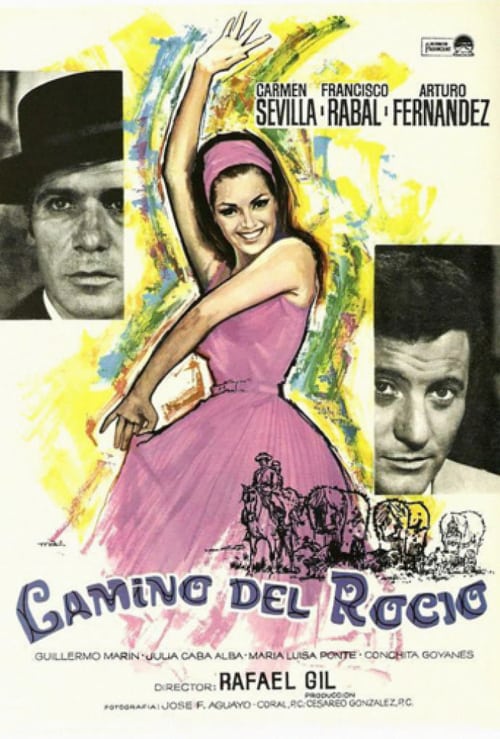 CARMEN FRANCISCO ARTURO
SEVILLA · RABAL · FERNANDEZ
CAMINO DEL ROCIO
GUILLERMO MARIN · JULIA CABA ALBA · MARIA LUISA PONTE · CONCHITA GOYANES
DIRECTOR: RAFAEL GIL
PRODUCCIÓN
FOTOGRAFIA: JOSE F. AGUAYO - CORAL, P.C.: CESAREO GONZALEZ, P.C.